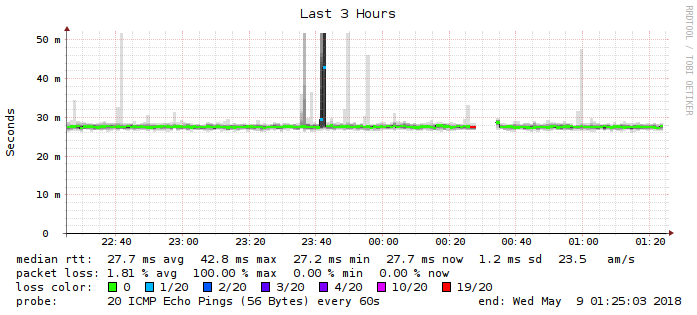 Last 3 Hours
RRDTOOL / TOBI OETIKER
Seconds
50 m
40 m
30 m
20 m
10 m
0
22:40 23:00 23:20 23:40 00:00 00:20 00:40 01:00 01:20
median rtt: 27.7 ms avg 42.8 ms max 27.2 ms min 27.7 ms now 1.2 ms sd 23.5 am/s
packet loss: 1.81 % avg 100.00 % max 0.00 % min 0.00 % now
loss color: 0 1/20 2/20 3/20 4/20 10/20 19/20
probe: 20 ICMP Echo Pings (56 Bytes) every 60s end: Wed May 9 01:25:03 2018